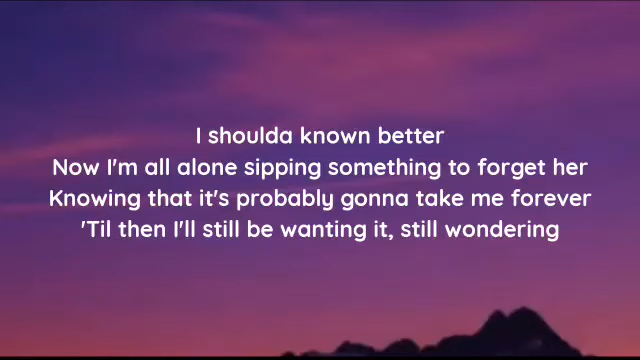 I shoulda known better
Now I'm all alone sipping something to forget her
Knowing that it's probably gonna take me forever
'Til then I'll still be wanting it, still wondering